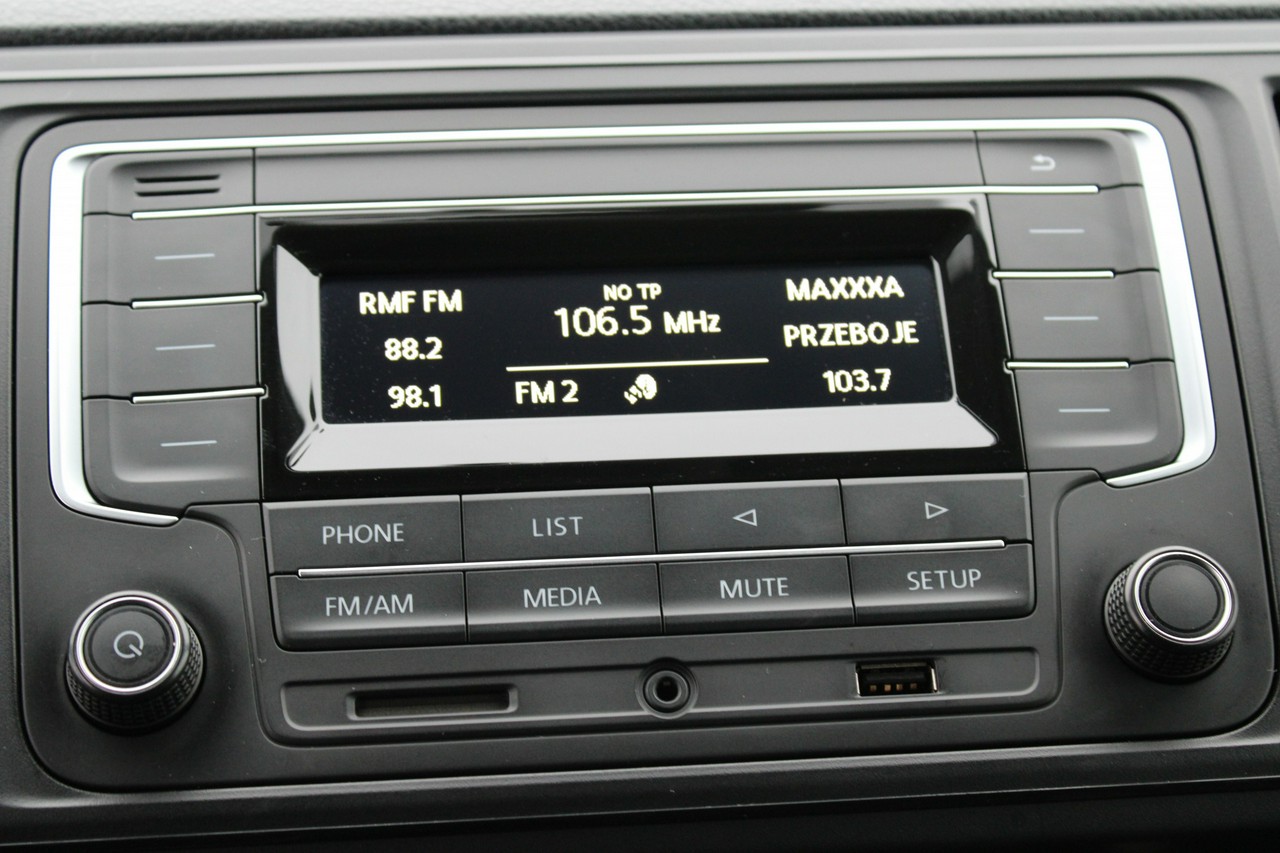 RMF FM
88.2
98.1
NO TP
106.5 MHz
FM 2
MAXXXA
PRZEBOJE
103.7
PHONE
LIST
FM/AM
MEDIA
MUTE
SETUP